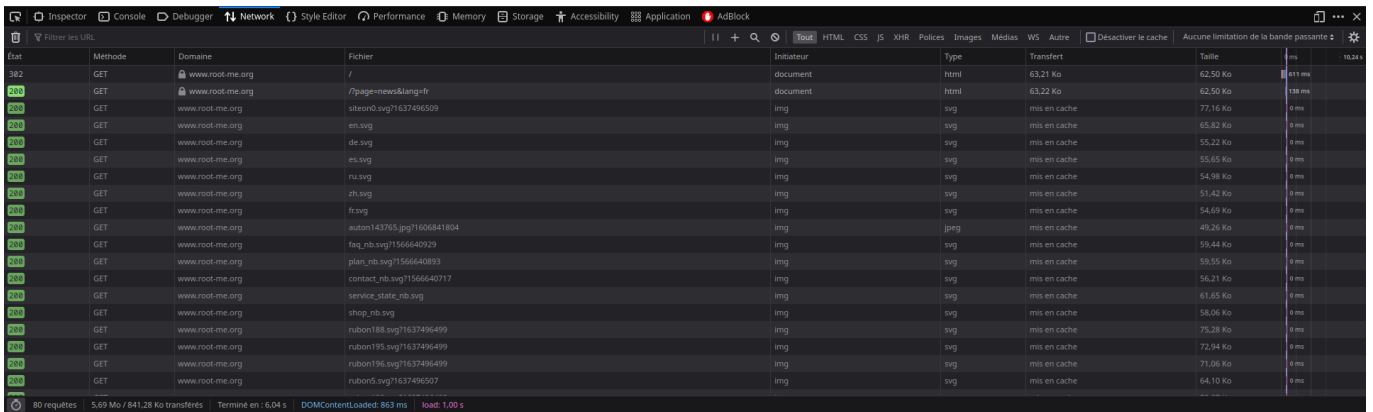 Inspector Console Debugger Network Style Editor Performance Memory Storage Accessibility Application AdBlock
Filtrer les URL Tout HTML CSS JS XHR Polices Images Médias WS Autre Désactiver le cache Aucune limitation de la bande passante
État Méthode Domaine Fichier Initiateur Type Transfert Taille 0 ms 10,24 s
302 GET www.root-me.org / document html 63,21 Ko 62,50 Ko 611 ms
200 GET www.root-me.org /?page=news&lang=fr document html 63,22 Ko 62,50 Ko 138 ms
200 GET www.root-me.org siteon0.svg?1637496509 img svg mis en cache 77,16 Ko 0 ms
200 GET www.root-me.org en.svg img svg mis en cache 65,82 Ko 0 ms
200 GET www.root-me.org de.svg img svg mis en cache 55,22 Ko 0 ms
200 GET www.root-me.org es.svg img svg mis en cache 55,65 Ko 0 ms
200 GET www.root-me.org ru.svg img svg mis en cache 54,98 Ko 0 ms
200 GET www.root-me.org zh.svg img svg mis en cache 51,42 Ko 0 ms
200 GET www.root-me.org fr.svg img svg mis en cache 54,69 Ko 0 ms
200 GET www.root-me.org auton143765.jpg?1606841804 img jpeg mis en cache 49,26 Ko 0 ms
200 GET www.root-me.org faq_nb.svg?1566640929 img svg mis en cache 59,44 Ko 0 ms
200 GET www.root-me.org plan_nb.svg?1566640893 img svg mis en cache 59,55 Ko 0 ms
200 GET www.root-me.org contact_nb.svg?1566640717 img svg mis en cache 56,21 Ko 0 ms
200 GET www.root-me.org service_state_nb.svg img svg mis en cache 61,65 Ko 0 ms
200 GET www.root-me.org shop_nb.svg img svg mis en cache 58,06 Ko 0 ms
200 GET www.root-me.org rubon188.svg?1637496499 img svg mis en cache 75,28 Ko 0 ms
200 GET www.root-me.org rubon195.svg?1637496499 img svg mis en cache 72,94 Ko 0 ms
200 GET www.root-me.org rubon196.svg?1637496499 img svg mis en cache 71,06 Ko 0 ms
200 GET www.root-me.org rubon5.svg?1637496507 img svg mis en cache 64,10 Ko 0 ms
80 requêtes 5,69 Mo / 841,28 Ko transférés Terminé en : 6,04 s DOMContentLoaded: 863 ms load: 1,00 s